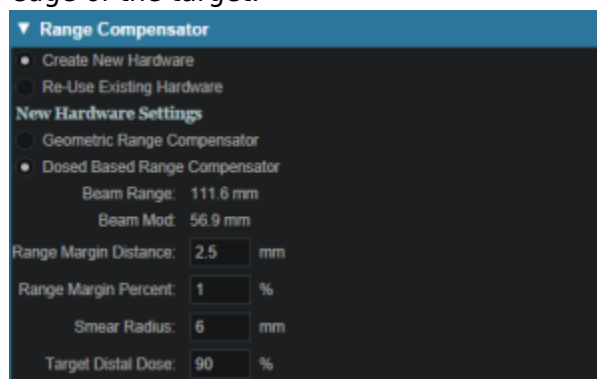 edge of the target.
▼ Range Compensator
Create New Hardware
Re-Use Existing Hardware
New Hardware Settings
Geometric Range Compensator
Dosed Based Range Compensator
Beam Range: 111.6 mm
Beam Mod: 56.9 mm
Range Margin Distance: 2.5 mm
Range Margin Percent: 1 %
Smear Radius: 6 mm
Target Distal Dose: 90 %